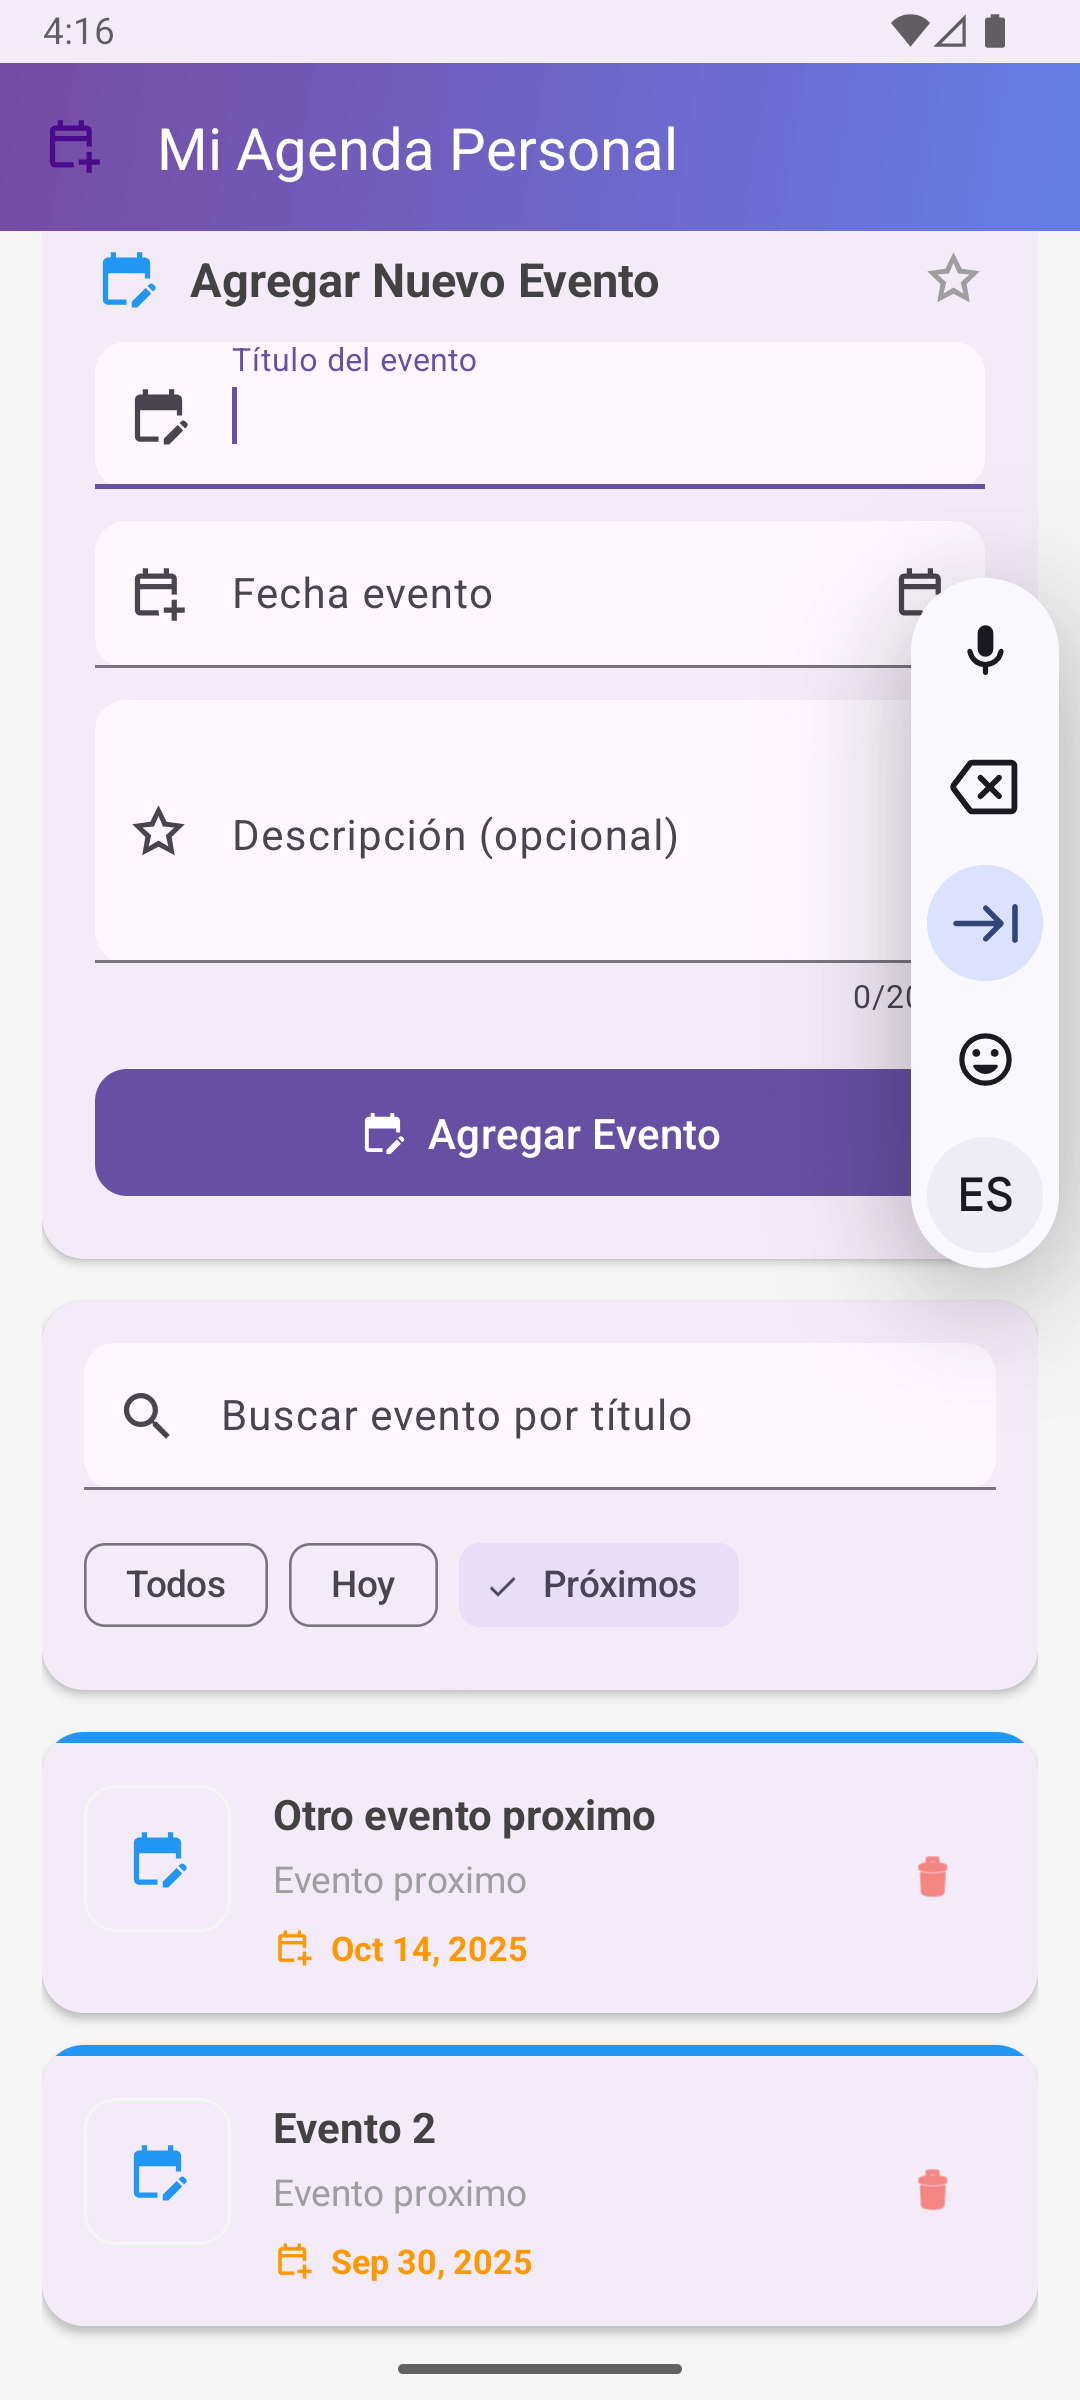 4:16
Mi Agenda Personal
Agregar Nuevo Evento
Título del evento
Fecha evento
Descripción (opcional)
0/20
Agregar Evento
ES
Buscar evento por título
Todos
Hoy
Próximos
Otro evento proximo
Evento proximo
Oct 14, 2025
Evento 2
Evento proximo
Sep 30, 2025